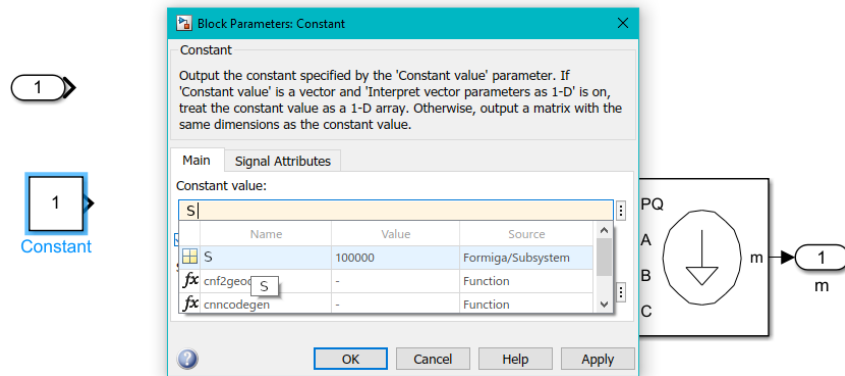 Block Parameters: Constant
Constant
Output the constant specified by the 'Constant value' parameter. If
'Constant value' is a vector and 'Interpret vector parameters as 1-D' is on,
treat the constant value as a 1-D array. Otherwise, output a matrix with the
same dimensions as the constant value.
Main Signal Attributes
Constant value:
S
Name Value Source
S 100000 Formiga/Subsystem
- Function
S
cnncodegen - Function
OK Cancel Help Apply
1
1
Constant
PQ
A
B
C
m
1
m